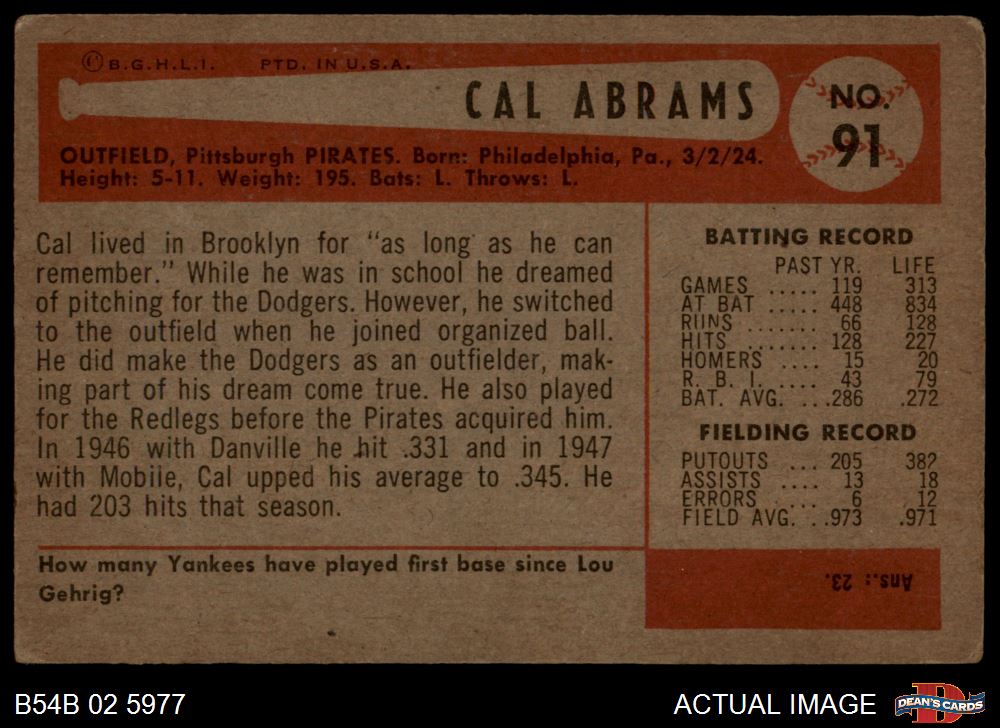 © B.G.H.L.I. PTD. IN U.S.A.
CAL ABRAMS
NO.
91
OUTFIELD, Pittsburgh PIRATES. Born: Philadelphia, Pa., 3/2/24.
Height: 5-11. Weight: 195. Bats: L. Throws: L.
Cal lived in Brooklyn for "as long as he can
remember." While he was in school he dreamed
of pitching for the Dodgers. However, he switched
to the outfield when he joined organized ball.
He did make the Dodgers as an outfielder, mak-
ing part of his dream come true. He also played
for the Redlegs before the Pirates acquired him.
In 1946 with Danville he hit .331 and in 1947
with Mobile, Cal upped his average to .345. He
had 203 hits that season.
BATTING RECORD
PAST YR. LIFE
GAMES ..... 119 313
AT BAT ..... 448 834
RUNS ....... 66 128
HITS ....... 128 227
HOMERS .... 15 20
R. B. I. .... 43 79
BAT. AVG. ...286 .272
FIELDING RECORD
PUTOUTS ... 205 382
ASSISTS .... 13 18
ERRORS .... 6 12
FIELD AVG. ..973 .971
How many Yankees have played first base since Lou
Gehrig?
Ans.: 23.
B54B 02 5977
ACTUAL IMAGE
DEAN'S CARDS